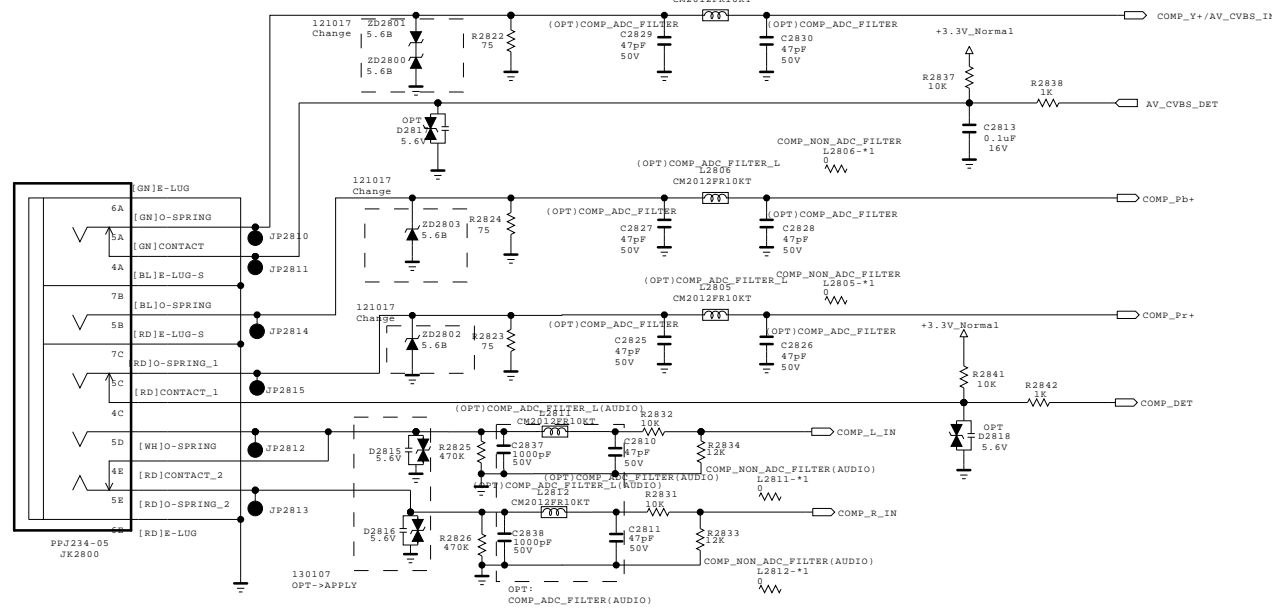 CM2012FR10KT
121017
Change
ZD2801
5.6B
ZD2800
5.6B
R2822
75
(OPT)COMP_ADC_FILTER
C2829
47pF
50V
(OPT)COMP_ADC_FILTER
C2830
47pF
50V
COMP_Y+/AV_CVBS_IN
+3.3V_Normal
R2837
10K
R2838
1K
AV_CVBS_DET
OPT
D2817
5.6V
C2813
0.1uF
16V
COMP_NON_ADC_FILTER
L2806-*1
0
(OPT)COMP_ADC_FILTER_L
L2806
CM2012FR10KT
121017
Change
ZD2803
5.6B
R2824
75
(OPT)COMP_ADC_FILTER
C2827
47pF
50V
(OPT)COMP_ADC_FILTER
C2828
47pF
50V
COMP_Pb+
COMP_NON_ADC_FILTER
L2805-*1
0
(OPT)COMP_ADC_FILTER_L
L2805
CM2012FR10KT
121017
Change
ZD2802
5.6B
R2823
75
(OPT)COMP_ADC_FILTER
C2825
47pF
50V
(OPT)COMP_ADC_FILTER
C2826
47pF
50V
COMP_Pr+
+3.3V_Normal
R2841
10K
R2842
1K
COMP_DET
OPT
D2818
5.6V
[GN]E-LUG
6A
[GN]O-SPRING
5A
[GN]CONTACT
4A
[BL]E-LUG-S
7B
[BL]O-SPRING
5B
[RD]E-LUG-S
7C
[RD]O-SPRING_1
5C
[RD]CONTACT_1
4C
5D
[WH]O-SPRING
4E
[RD]CONTACT_2
5E
[RD]O-SPRING_2
6E
[RD]E-LUG
PPJ234-05
JK2800
JP2810
JP2811
JP2814
JP2815
JP2812
JP2813
(OPT)COMP_ADC_FILTER_L(AUDIO)
L2811
CM2012FR10KT
D2815
5.6V
R2825
470K
C2837
1000pF
50V
C2810
47pF
50V
R2832
10K
R2834
12K
COMP_L_IN
COMP_NON_ADC_FILTER(AUDIO)
L2811-*1
0
(OPT)COMP_ADC_FILTER(AUDIO)
(OPT)COMP_ADC_FILTER_L(AUDIO)
L2812
CM2012FR10KT
D2816
5.6V
R2826
470K
C2838
1000pF
50V
C2811
47pF
50V
R2831
10K
R2833
12K
COMP_R_IN
COMP_NON_ADC_FILTER(AUDIO)
L2812-*1
0
130107
OPT->APPLY
OPT:
COMP_ADC_FILTER(AUDIO)